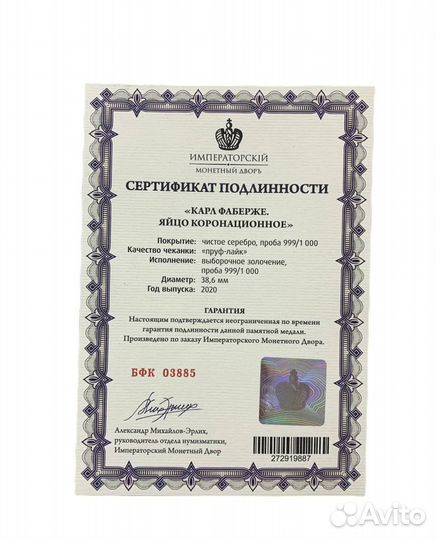 ИМПЕРАТОРСКІЙ
МОНЕТНЫЙ ДВОРЪ
СЕРТИФИКАТ ПОДЛИННОСТИ
«КАРЛ ФАБЕРЖЕ.
ЯЙЦО КОРОНАЦИОННОЕ»
Покрытие: чистое серебро, проба 999/1 000
Качество чеканки: «пруф-лайк»
Исполнение: выборочное золочение,
проба 999/1 000
Диаметр: 38,6 мм
Год выпуска: 2020
ГАРАНТИЯ
Настоящим подтверждается неограниченная по времени
гарантия подлинности данной памятной медали.
Произведено по заказу Императорского Монетного Двора.
БФК 03885
Александр Михайлов-Эрлих,
руководитель отдела нумизматики,
Императорский Монетный Двор
272919887
Avito